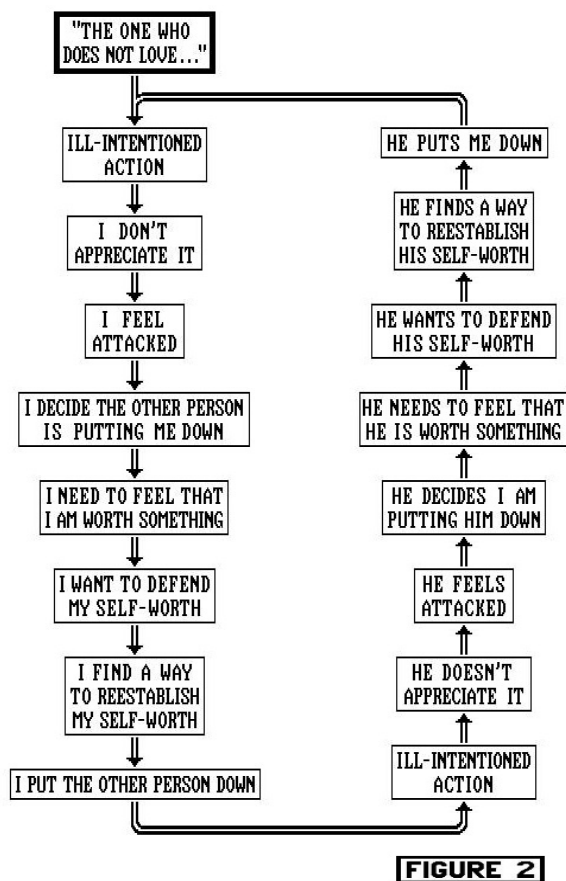 "THE ONE WHO
DOES NOT LOVE..."
ILL-INTENTIONED
ACTION
I DON'T
APPRECIATE IT
I FEEL
ATTACKED
I DECIDE THE OTHER PERSON
IS PUTTING ME DOWN
I NEED TO FEEL THAT
I AM WORTH SOMETHING
I WANT TO DEFEND
MY SELF-WORTH
I FIND A WAY
TO REESTABLISH
MY SELF-WORTH
I PUT THE OTHER PERSON DOWN
ILL-INTENTIONED
ACTION
HE DOESN'T
APPRECIATE IT
HE FEELS
ATTACKED
HE DECIDES I AM
PUTTING HIM DOWN
HE NEEDS TO FEEL THAT
HE IS WORTH SOMETHING
HE WANTS TO DEFEND
HIS SELF-WORTH
HE FINDS A WAY
TO REESTABLISH
HIS SELF-WORTH
HE PUTS ME DOWN
FIGURE 2